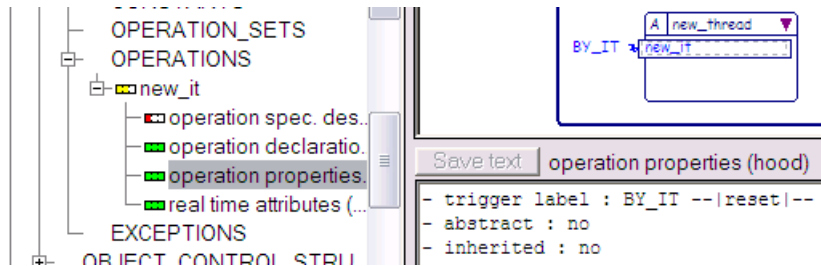 OPERATION_SETS
OPERATIONS
new_it
operation spec. des..
operation declaratio..
operation properties.
real time attributes (...
EXCEPTIONS
A new_thread
BY_IT new_it
Save text operation properties (hood)
- trigger label : BY_IT --|reset|--
- abstract : no
- inherited : no